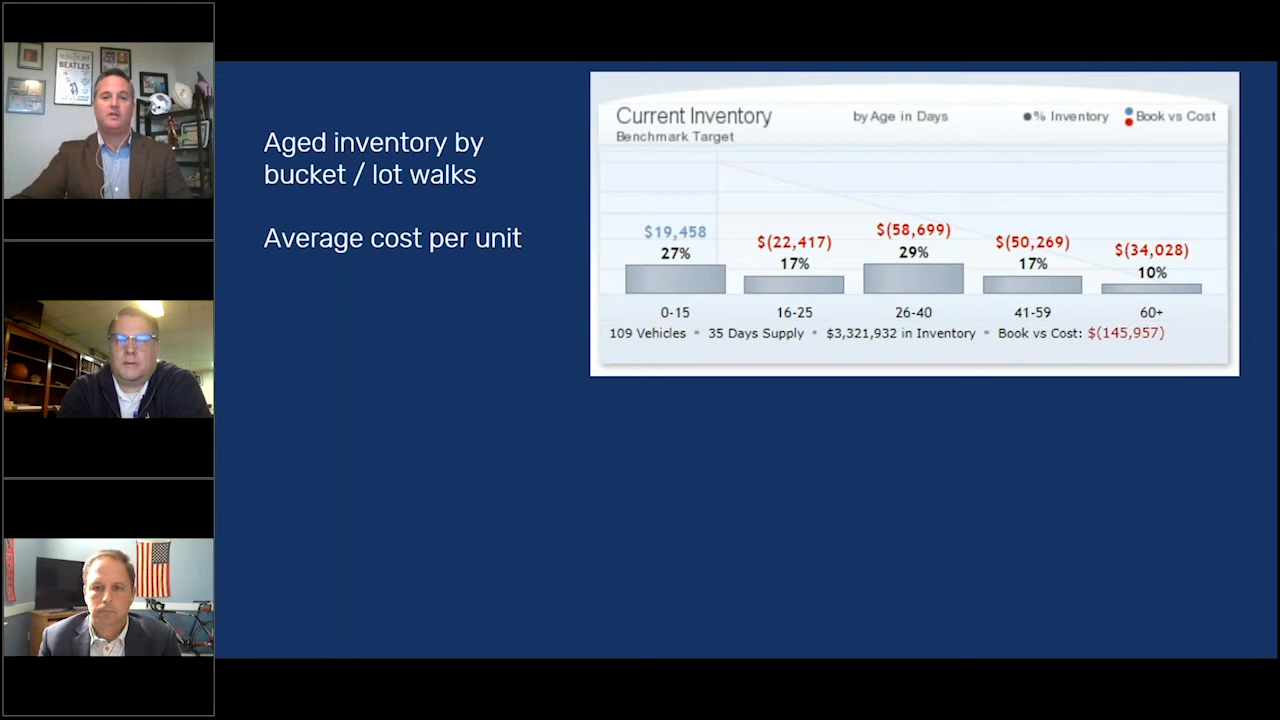 BEATLES
Aged inventory by
bucket / lot walks
Average cost per unit
Current Inventory
Benchmark Target
by Age in Days
% Inventory
Book vs Cost
$19,458
27%
$(22,417)
17%
$(58,699)
29%
$(50,269)
17%
$(34,028)
10%
0-15
16-25
26-40
41-59
60+
109 Vehicles ▪ 35 Days Supply ▪ $3,321,932 in Inventory ▪ Book vs Cost: $(145,957)